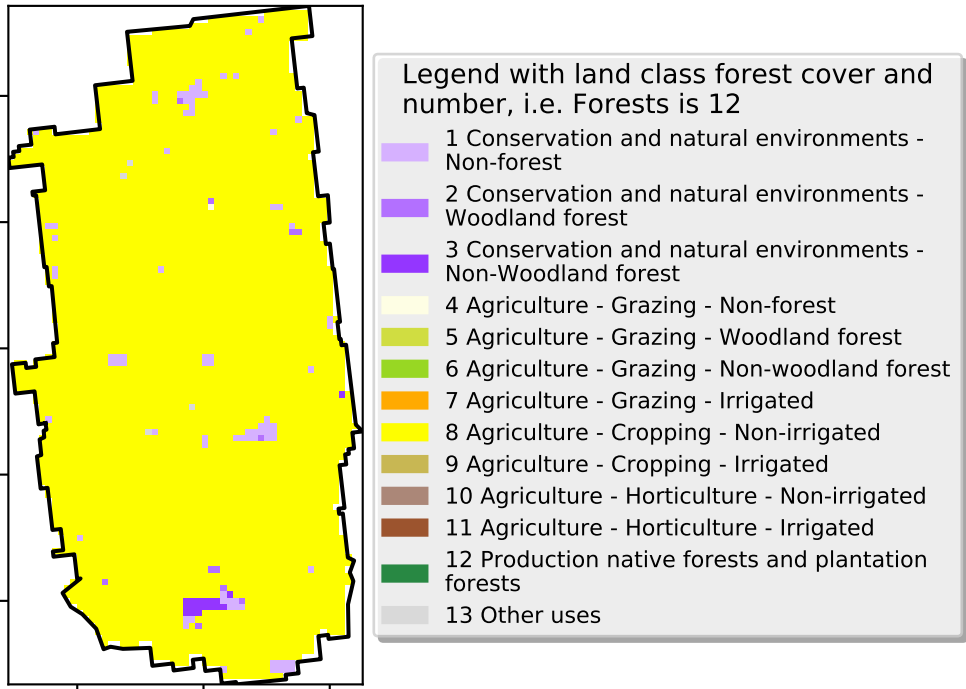 Legend with land class forest cover and
number, i.e. Forests is 12
1 Conservation and natural environments -
Non-forest
2 Conservation and natural environments -
Woodland forest
3 Conservation and natural environments -
Non-Woodland forest
4 Agriculture - Grazing - Non-forest
5 Agriculture - Grazing - Woodland forest
6 Agriculture - Grazing - Non-woodland forest
7 Agriculture - Grazing - Irrigated
8 Agriculture - Cropping - Non-irrigated
9 Agriculture - Cropping - Irrigated
10 Agriculture - Horticulture - Non-irrigated
11 Agriculture - Horticulture - Irrigated
12 Production native forests and plantation
forests
13 Other uses